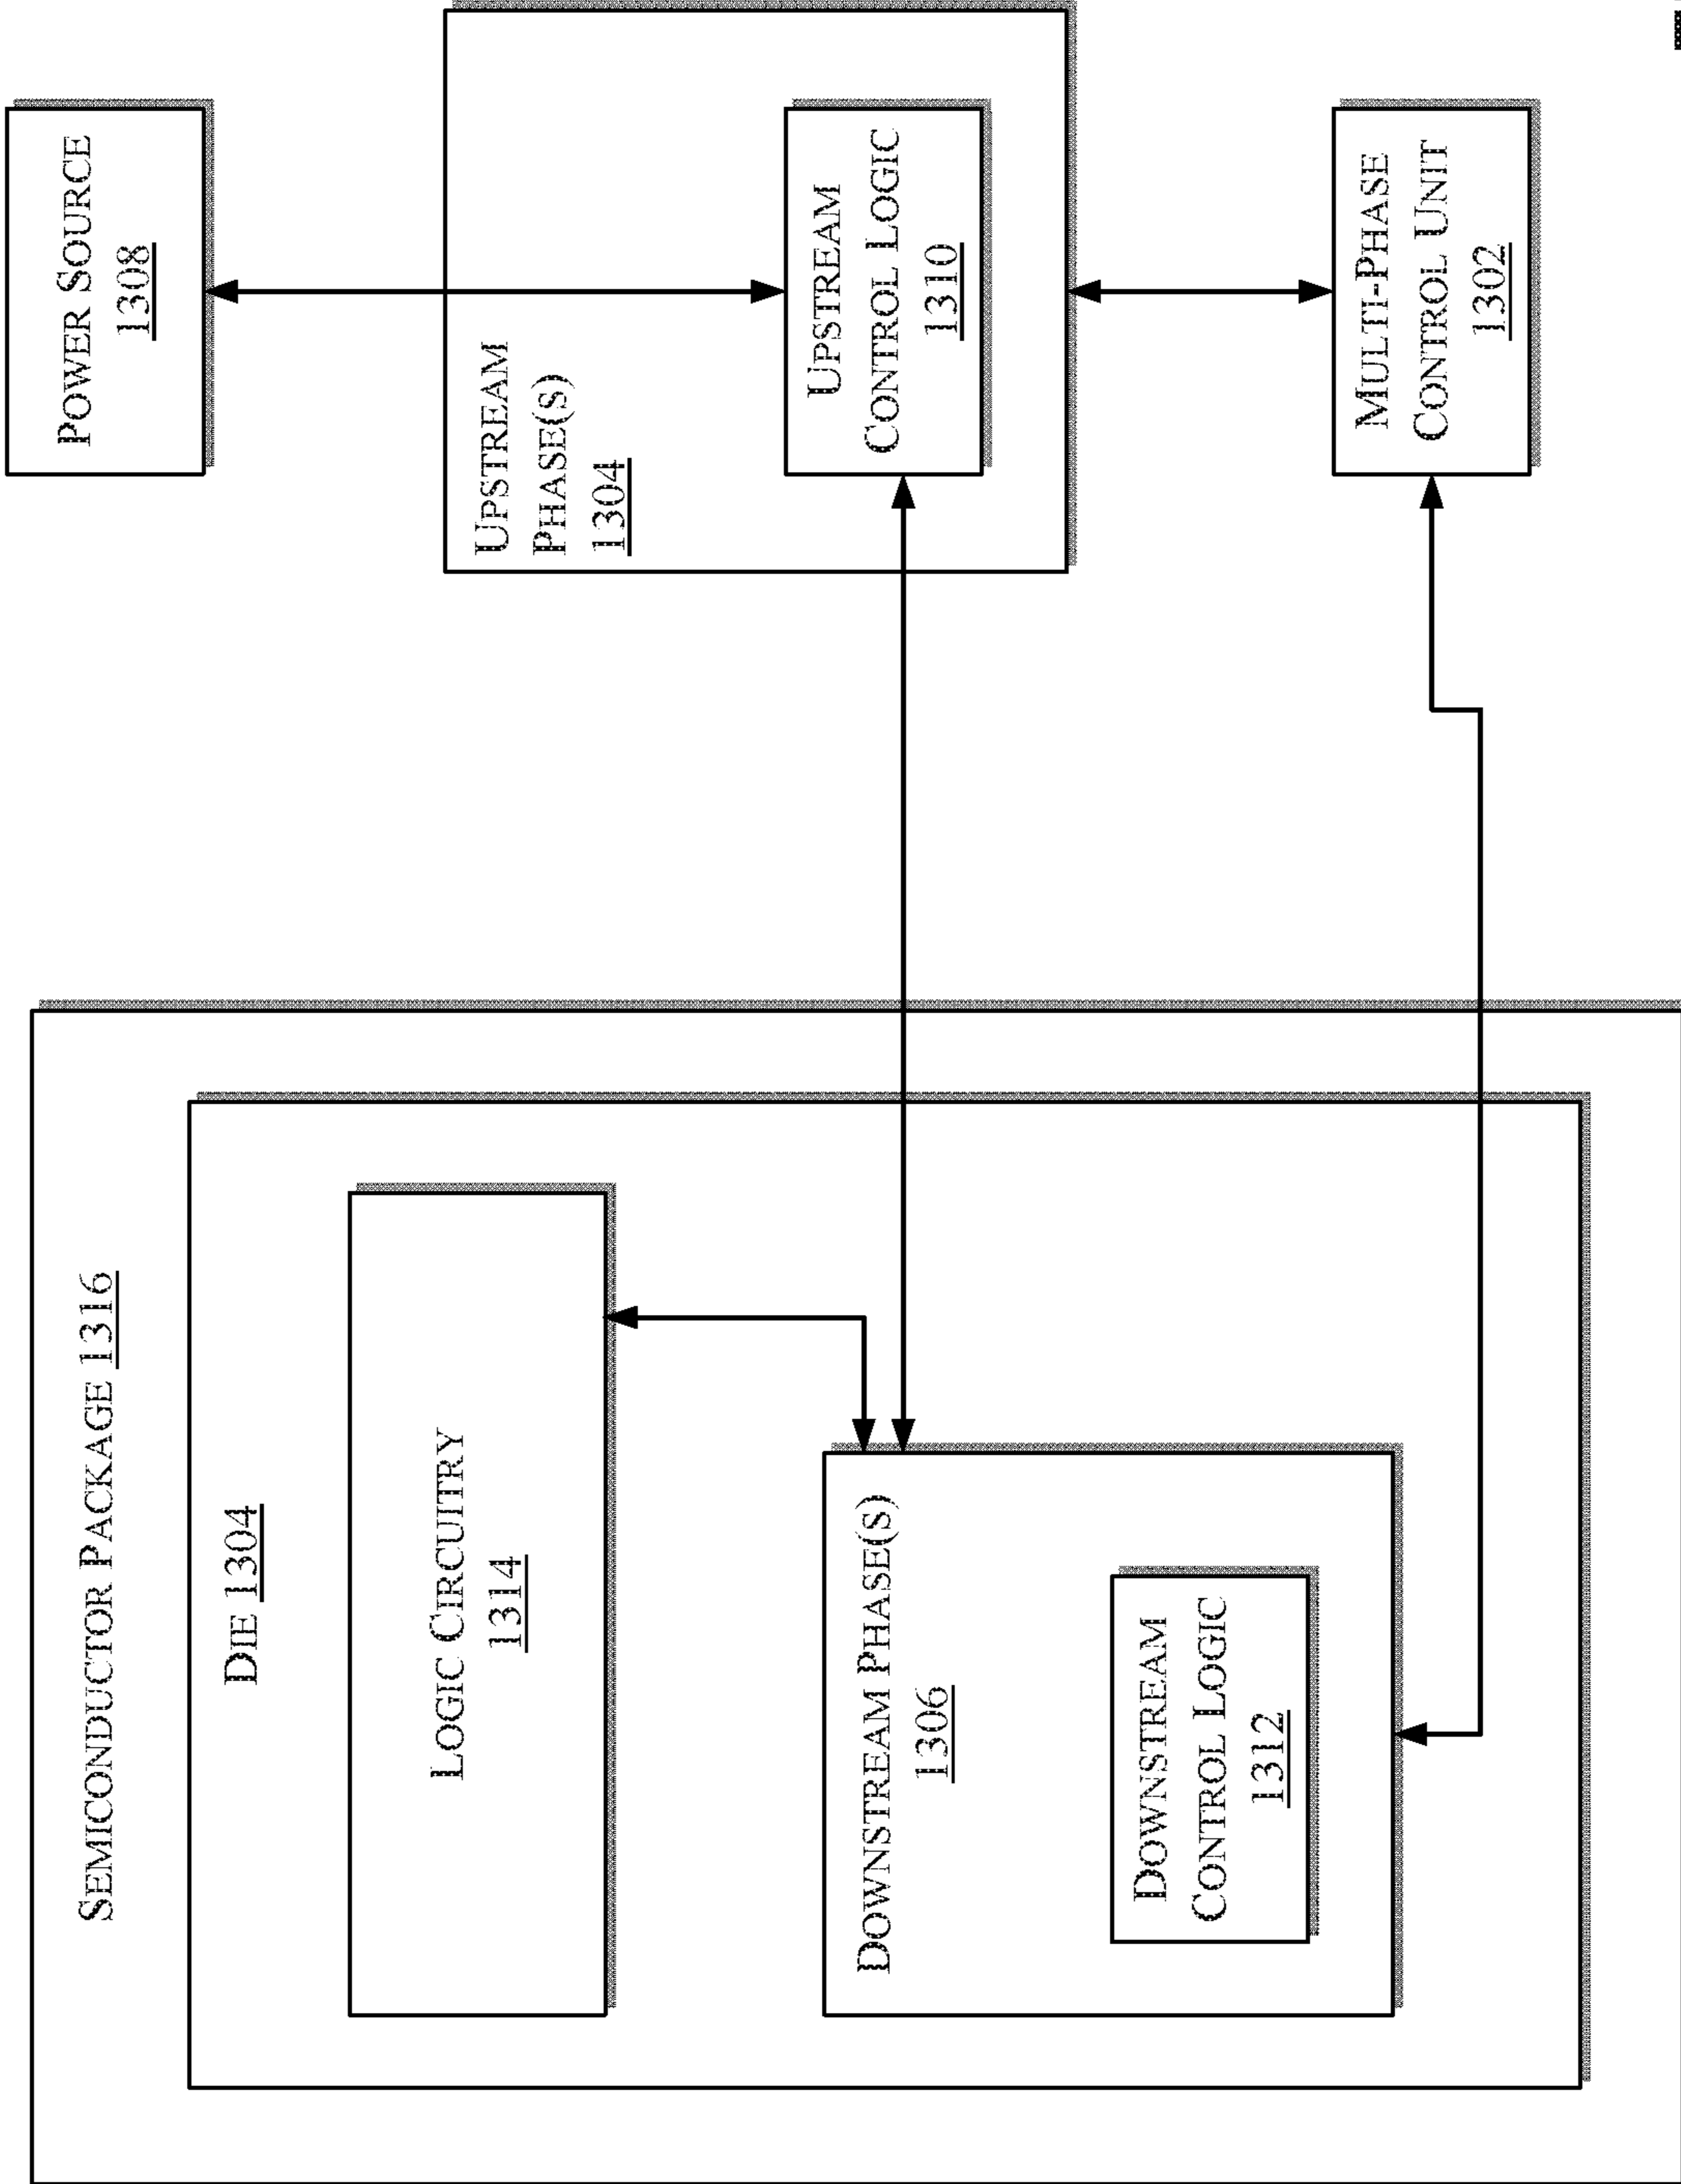 SEMICONDUCTOR PACKAGE 1316
DIE 1304
LOGIC CIRCUITRY
1314
DOWNSTREAM PHASE(S)
1306
DOWNSTREAM
CONTROL LOGIC
1312
POWER SOURCE
1308
UPSTREAM
PHASE(S)
1304
UPSTREAM
CONTROL LOGIC
1310
MULTI-PHASE
CONTROL UNIT
1302